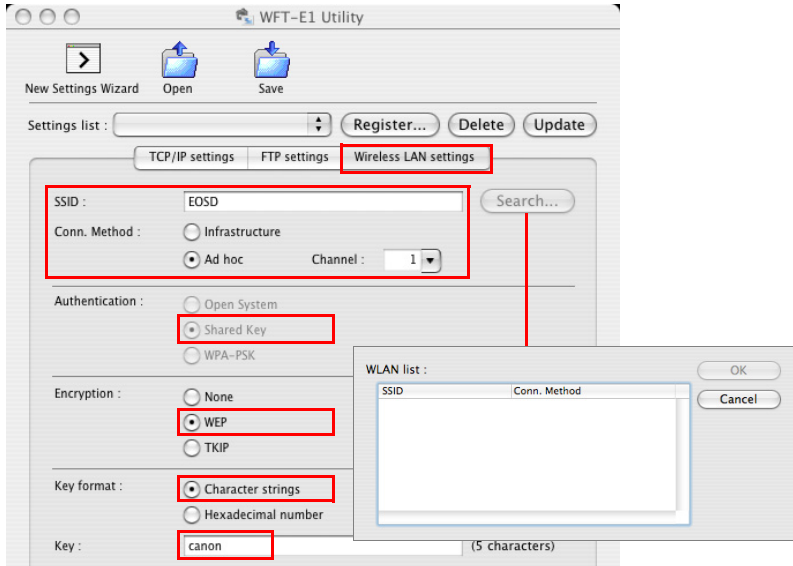 WFT-E1 Utility
New Settings Wizard Open Save
Settings list : Register... Delete Update
TCP/IP settings FTP settings Wireless LAN settings
SSID : EOSD Search...
Conn. Method : Infrastructure
Ad hoc Channel : 1
Authentication : Open System
Shared Key
WPA-PSK
WLAN list : OK
SSID Conn. Method
Cancel
Encryption : None
WEP
TKIP
Key format : Character strings
Hexadecimal number
Key : canon (5 characters)